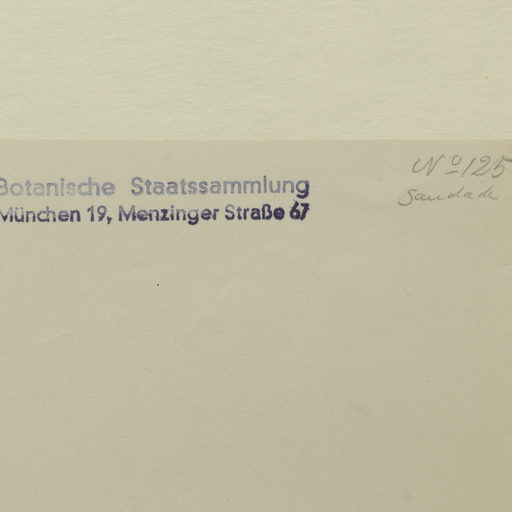 Botanische Staatssammlung
München 19, Menzinger Straße 67
Nº 125
Saudade